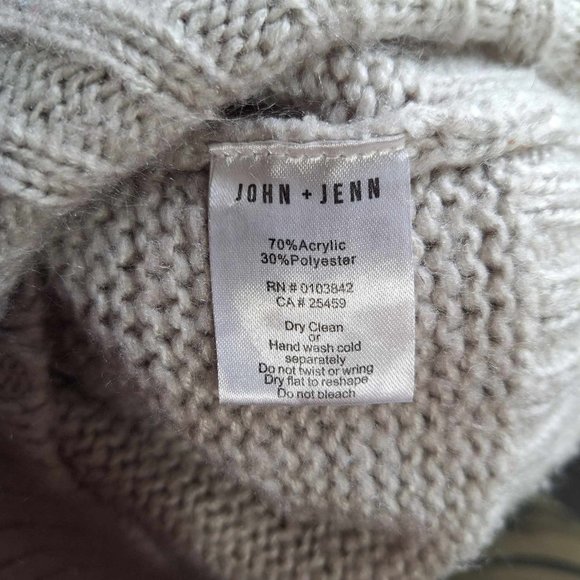 JOHN + JENN
70%Acrylic
30%Polyester
RN # 0103842
CA # 25459
Dry Clean
or
Hand wash cold
separately
Do not twist or wring
Dry flat to reshape
Do not bleach